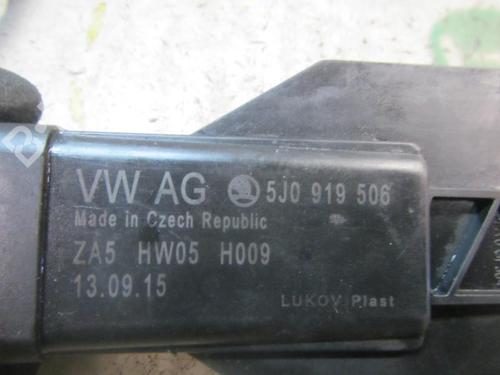 VW AG 5J0 919 506
Made in Czech Republic
ZA5 HW05 H009
13.09.15
LUKOV Plast